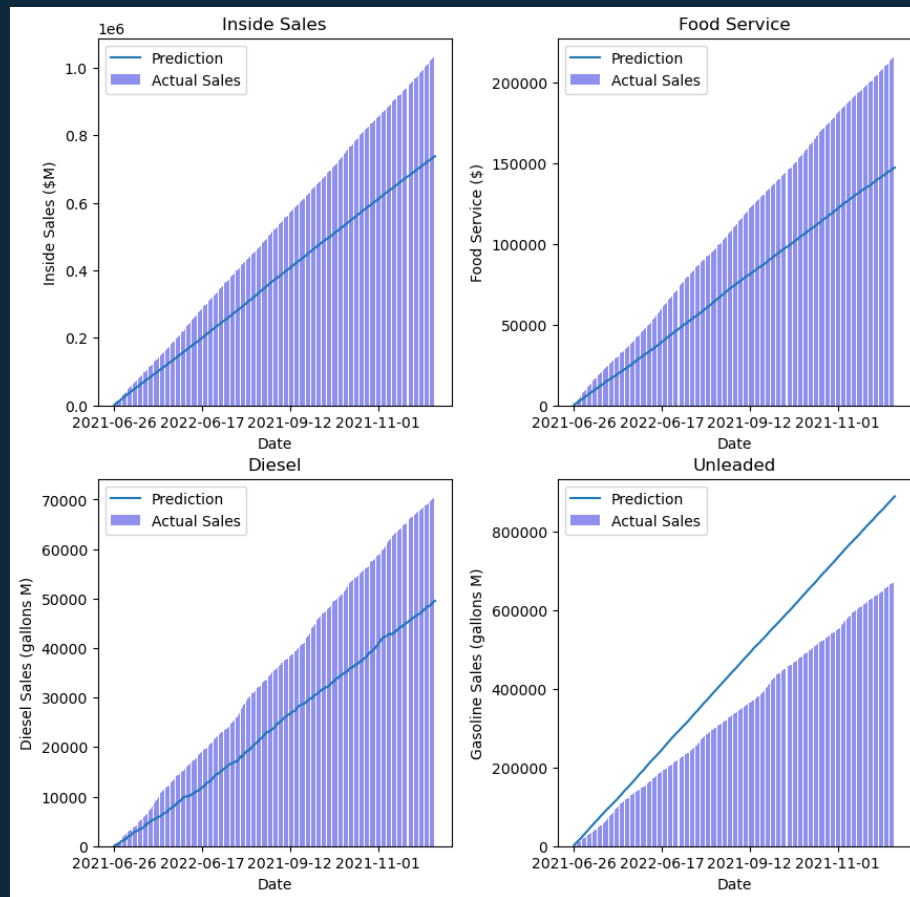 Inside Sales
1e6
Prediction
Actual Sales
1.0
0.8
0.6
0.4
0.2
0.0
Inside Sales ($M)
2021-06-26 2022-06-17 2021-09-12 2021-11-01
Date
Food Service
Prediction
Actual Sales
200000
150000
100000
50000
0
Food Service ($)
2021-06-26 2022-06-17 2021-09-12 2021-11-01
Date
Diesel
Prediction
Actual Sales
70000
60000
50000
40000
30000
20000
10000
0
Diesel Sales (gallons M)
2021-06-26 2022-06-17 2021-09-12 2021-11-01
Date
Unleaded
Prediction
Actual Sales
800000
600000
400000
200000
0
Gasoline Sales (gallons M)
2021-06-26 2022-06-17 2021-09-12 2021-11-01
Date